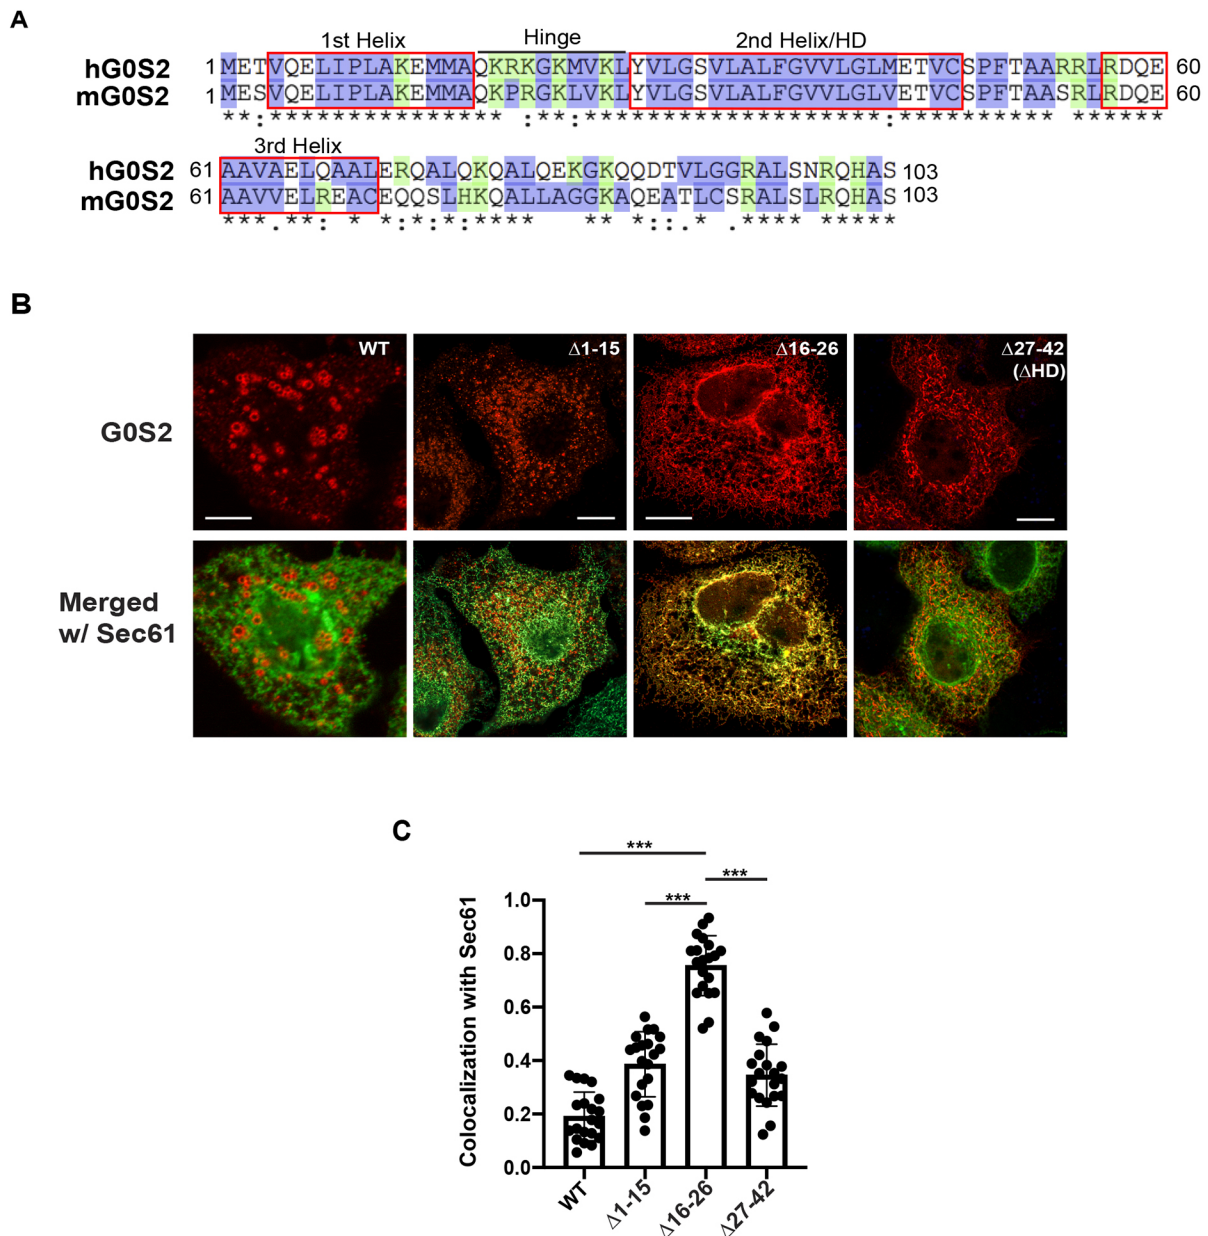 A
1st Helix Hinge 2nd Helix/HD
hG0S2 1 METVQELIPLAKEMMAQKRKGKMVKLYVLGSVLALFGVVLGLMETVCSPFTAARRLRDQE 60
mG0S2 1 MESVQELIPLAKEMMAQKPRGKLVKLYVLGSVLALFGVVLGLVETVCSPFTAASRLRDQE 60
**:*************** :**:*******************:********** ******
3rd Helix
hG0S2 61 AAVAELQAALERQALQKQALQEKGKQQDTVLGGRALSNRQHAS 103
mG0S2 61 AAVVELREACEQQSLHKQALLAGGKAQEATLCSRALSLRQHAS 103
***.**: * *:*:*:**** ** *::.* .**** *****
B
WT Δ1-15 Δ16-26 Δ27-42
(ΔHD)
G0S2
Merged
w/ Sec61
C
***
***
***
Colocalization with Sec61
1.0
0.8
0.6
0.4
0.2
0.0
WT Δ1-15 Δ16-26 Δ27-42